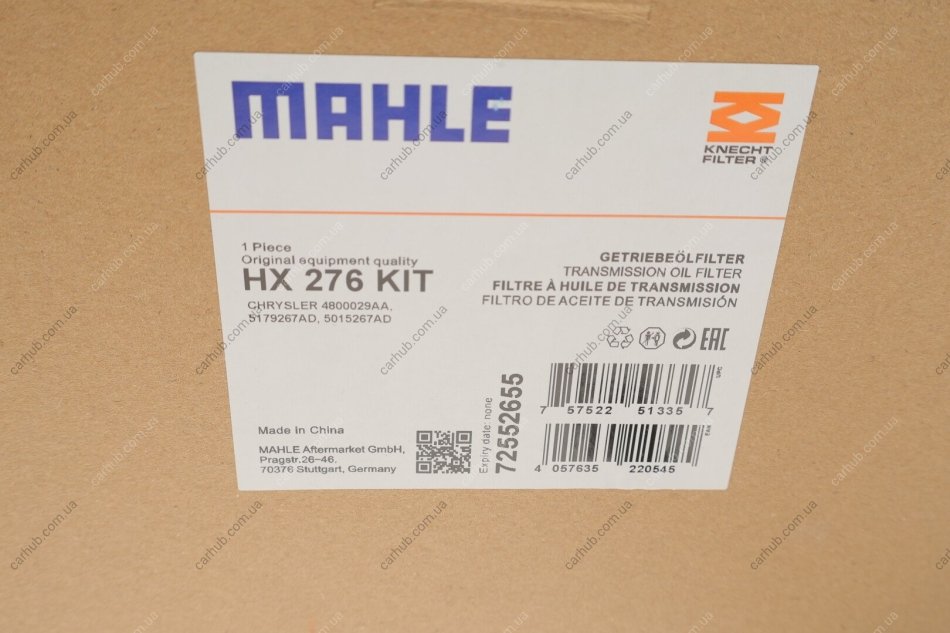 MAHLE
KNECHT
FILTER®
1 Piece
Original equipment quality
HX 276 KIT
CHRYSLER 4800029AA,
5179267AD, 5015267AD
GETRIEBEÖLFILTER
TRANSMISSION OIL FILTER
FILTRE À HUILE DE TRANSMISSION
FILTRO DE ACEITE DE TRANSMISIÓN
EAC
Made in China
MAHLE Aftermarket GmbH,
Pragstr.26-46,
70376 Stuttgart, Germany
Expiry date: none
72552655
7 57522 51335 7
UPC
4 057635 220545
EAN
carhub.com.ua